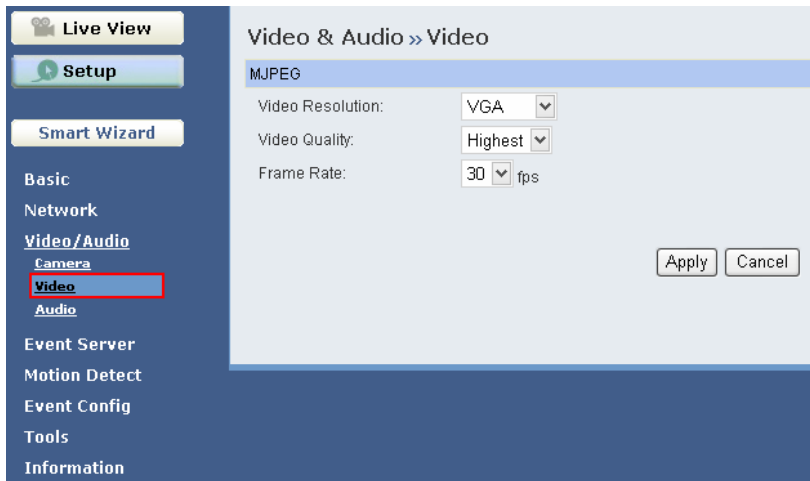 Live View
Setup
Smart Wizard
Basic
Network
Video/Audio
Camera
Video
Audio
Event Server
Motion Detect
Event Config
Tools
Information
Video & Audio » Video
MJPEG
Video Resolution: VGA
Video Quality: Highest
Frame Rate: 30 fps
Apply Cancel